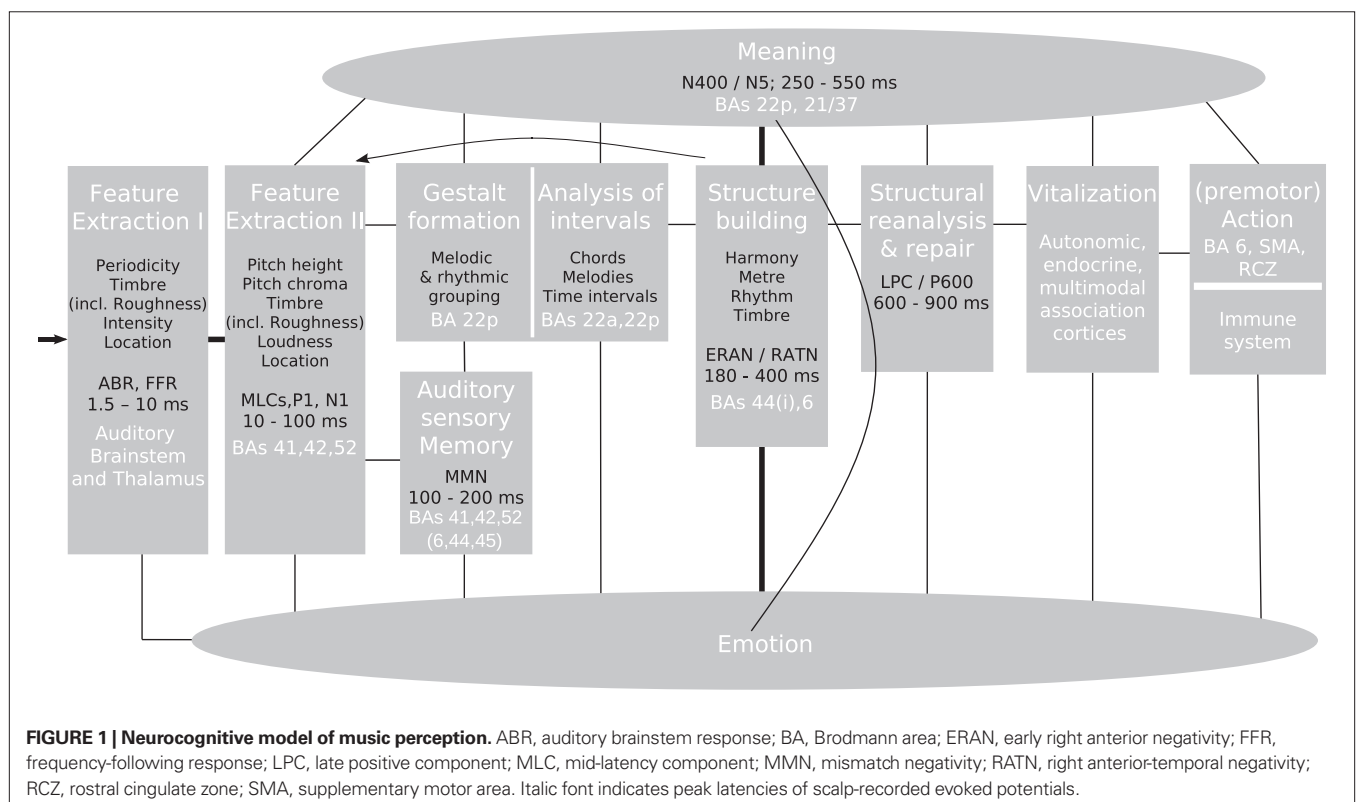 Meaning
N400 / N5; 250 - 550 ms
BAs 22p, 21/37
Feature
Extraction I
Periodicity
Timbre
(incl. Roughness)
Intensity
Location
ABR, FFR
1.5 – 10 ms
Auditory
Brainstem
and Thalamus
Feature
Extraction II
Pitch height
Pitch chroma
Timbre
(incl. Roughness)
Loudness
Location
MLCs,P1, N1
10 - 100 ms
BAs 41,42,52
Gestalt
formation
Melodic
& rhythmic
grouping
BA 22p
Analysis of
intervals
Chords
Melodies
Time intervals
BAs 22a,22p
Auditory
sensory
Memory
MMN
100 - 200 ms
BAs 41,42,52
(6,44,45)
Structure
building
Harmony
Metre
Rhythm
Timbre
ERAN / RATN
180 - 400 ms
BAs 44(i),6
Structural
reanalysis
& repair
LPC / P600
600 - 900 ms
Vitalization
Autonomic,
endocrine,
multimodal
association
cortices
(premotor)
Action
BA 6, SMA,
RCZ
Immune
system
Emotion
FIGURE 1 | Neurocognitive model of music perception. ABR, auditory brainstem response; BA, Brodmann area; ERAN, early right anterior negativity; FFR,
frequency-following response; LPC, late positive component; MLC, mid-latency component; MMN, mismatch negativity; RATN, right anterior-temporal negativity;
RCZ, rostral cingulate zone; SMA, supplementary motor area. Italic font indicates peak latencies of scalp-recorded evoked potentials.